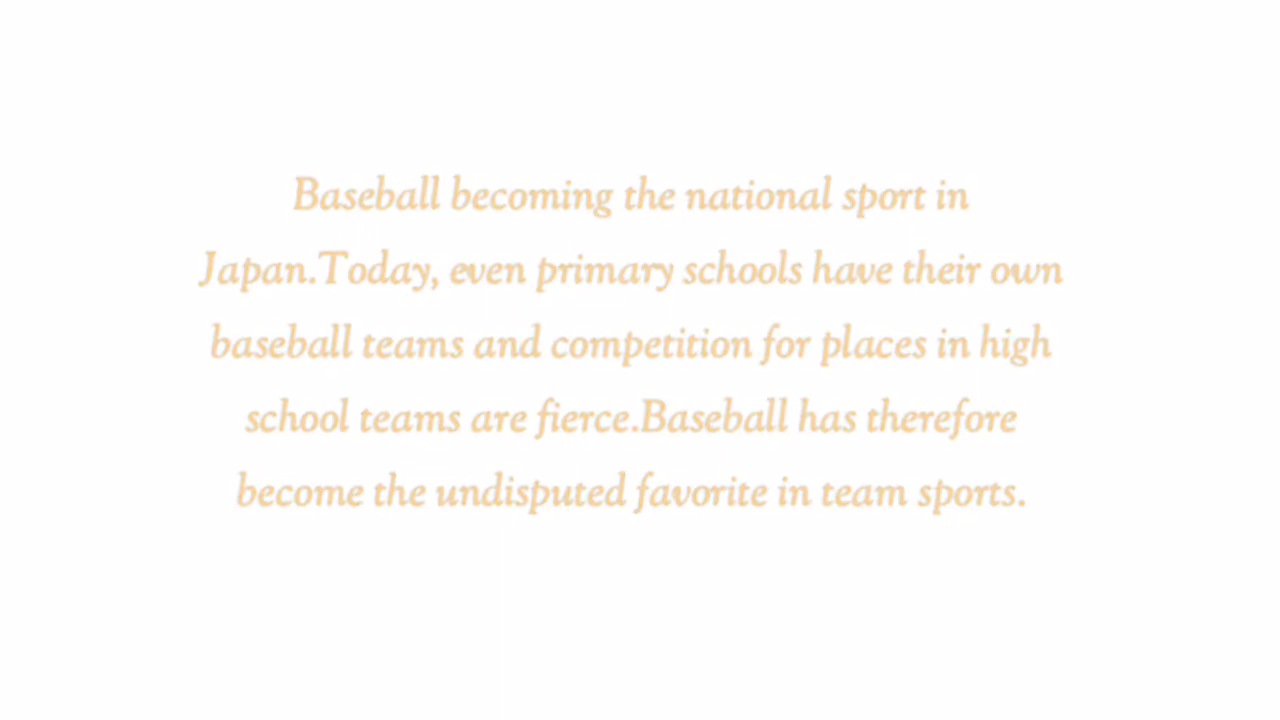 Baseball becoming the national sport in
Japan.Today, even primary schools have their own
baseball teams and competition for places in high
school teams are fierce.Baseball has therefore
become the undisputed favorite in team sports.